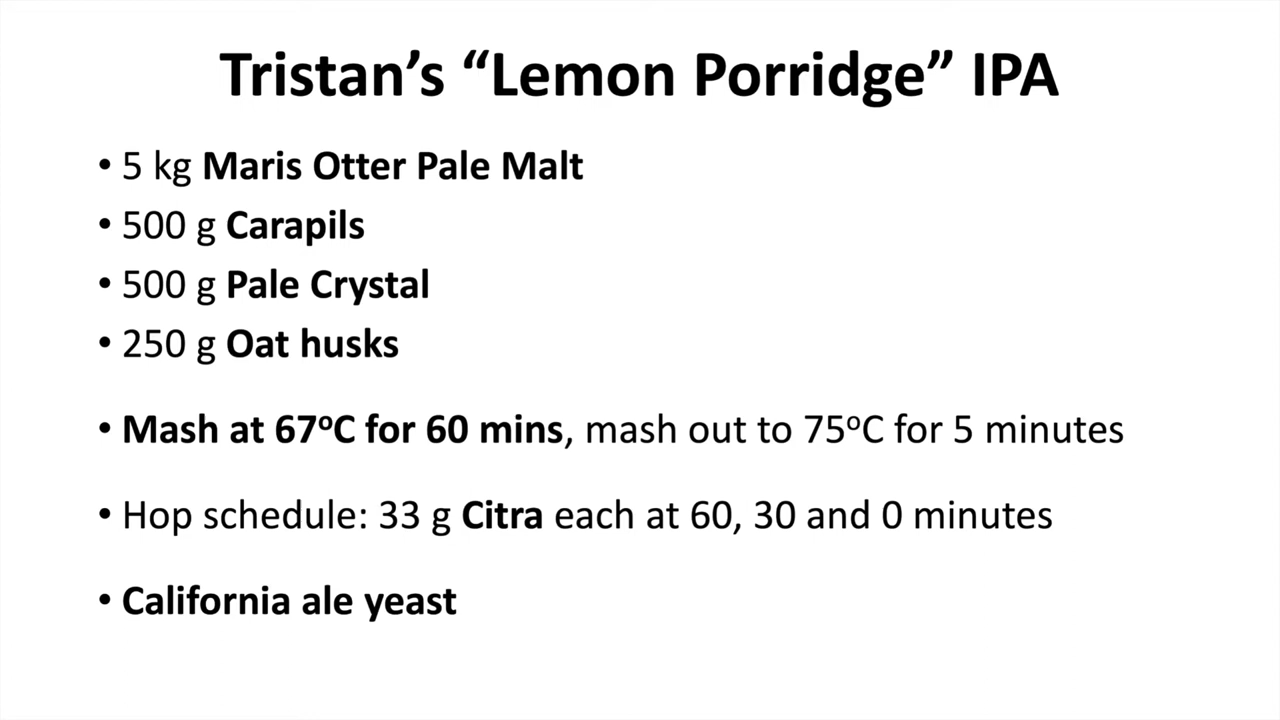 Tristan’s “Lemon Porridge” IPA
• 5 kg Maris Otter Pale Malt
• 500 g Carapils
• 500 g Pale Crystal
• 250 g Oat husks
• Mash at 67ºC for 60 mins, mash out to 75ºC for 5 minutes
• Hop schedule: 33 g Citra each at 60, 30 and 0 minutes
• California ale yeast